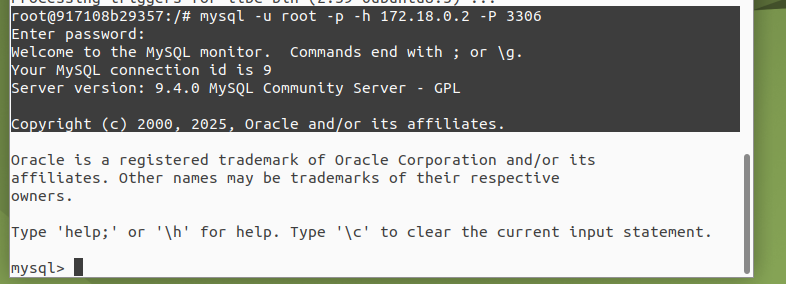 root@917108b29357:/# mysql -u root -p -h 172.18.0.2 -P 3306
Enter password:
Welcome to the MySQL monitor.  Commands end with ; or \g.
Your MySQL connection id is 9
Server version: 9.4.0 MySQL Community Server - GPL
Copyright (c) 2000, 2025, Oracle and/or its affiliates.
Oracle is a registered trademark of Oracle Corporation and/or its
affiliates. Other names may be trademarks of their respective
owners.
Type 'help;' or '\h' for help. Type '\c' to clear the current input statement.
mysql>